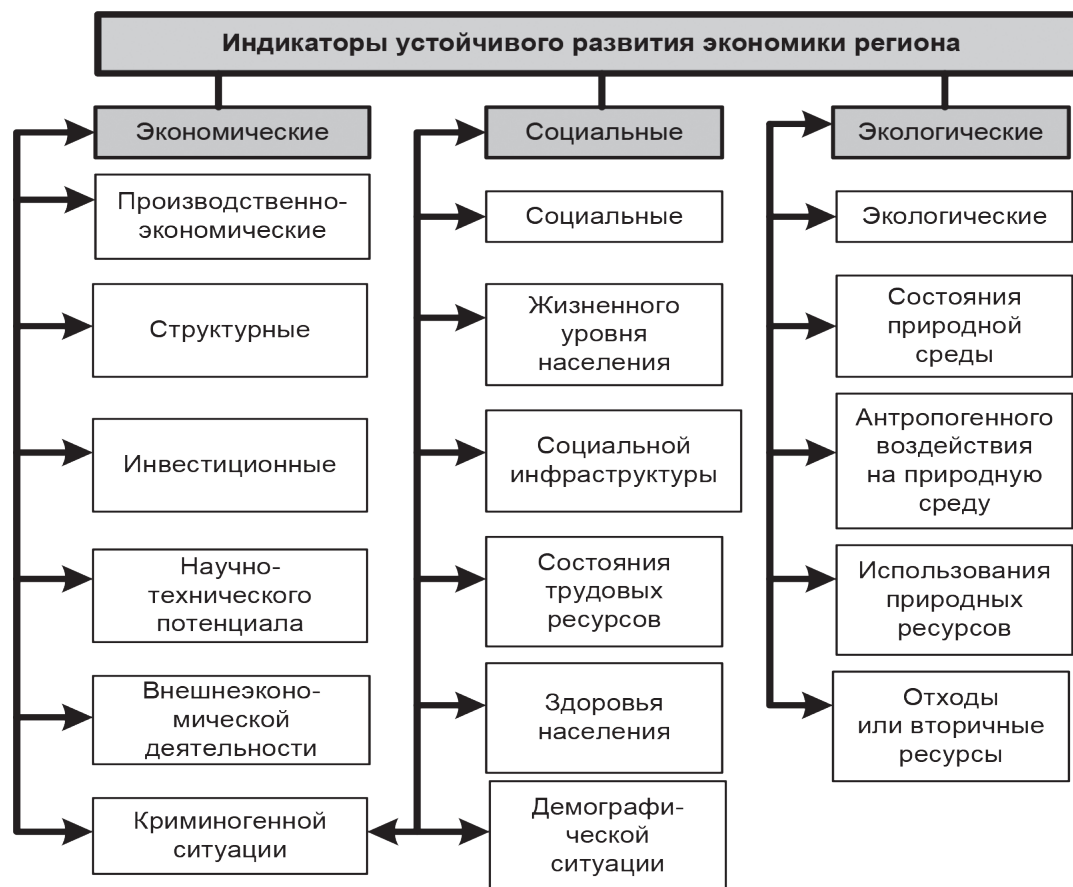 Индикаторы устойчивого развития экономики региона
Экономические
Производственно-
экономические
Структурные
Инвестиционные
Научно-
технического
потенциала
Внешнеэконо-
мической
деятельности
Криминогенной
ситуации
Социальные
Социальные
Жизненного
уровня
населения
Социальной
инфраструктуры
Состояния
трудовых
ресурсов
Здоровья
населения
Демографи-
ческой
ситуации
Экологические
Экологические
Состояния
природной
среды
Антропогенного
воздействия
на природную
среду
Использования
природных
ресурсов
Отходы
или вторичные
ресурсы